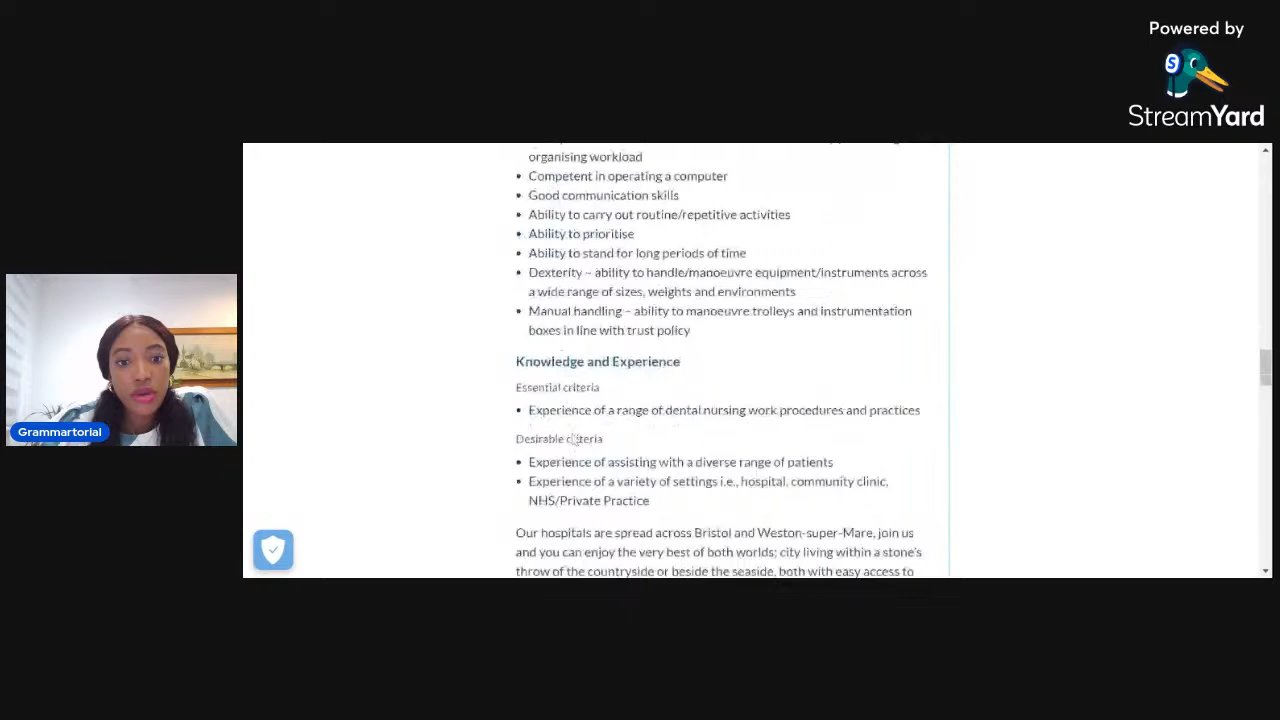 Powered by
StreamYard
organising workload
• Competent in operating a computer
• Good communication skills
• Ability to carry out routine/repetitive activities
• Ability to prioritise
• Ability to stand for long periods of time
• Dexterity – ability to handle/manoeuvre equipment/instruments across
a wide range of sizes, weights and environments
• Manual handling – ability to manoeuvre trolleys and instrumentation
boxes in line with trust policy
Knowledge and Experience
Essential criteria
• Experience of a range of dental nursing work procedures and practices
Desirable criteria
• Experience of assisting with a diverse range of patients
• Experience of a variety of settings i.e., hospital, community clinic,
NHS/Private Practice
Our hospitals are spread across Bristol and Weston-super-Mare, join us
and you can enjoy the very best of both worlds; city living within a stone's
throw of the countryside or beside the seaside, both with easy access to
Grammartorial